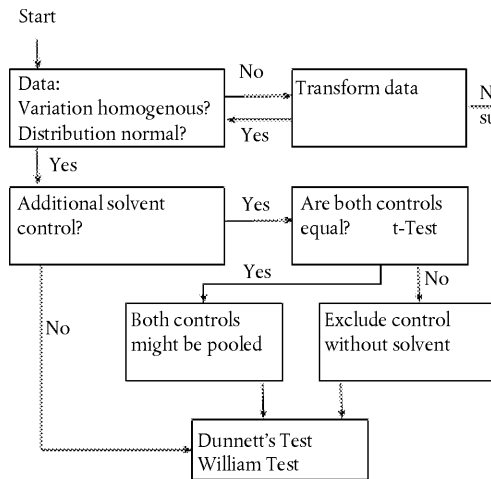 Start
Data:
Variation homogenous?
Distribution normal?
No
Yes
Transform data
Yes
Additional solvent
control?
Yes
Are both controls
equal? t-Test
Yes
No
No
Both controls
might be pooled
Exclude control
without solvent
Dunnett's Test
William Test